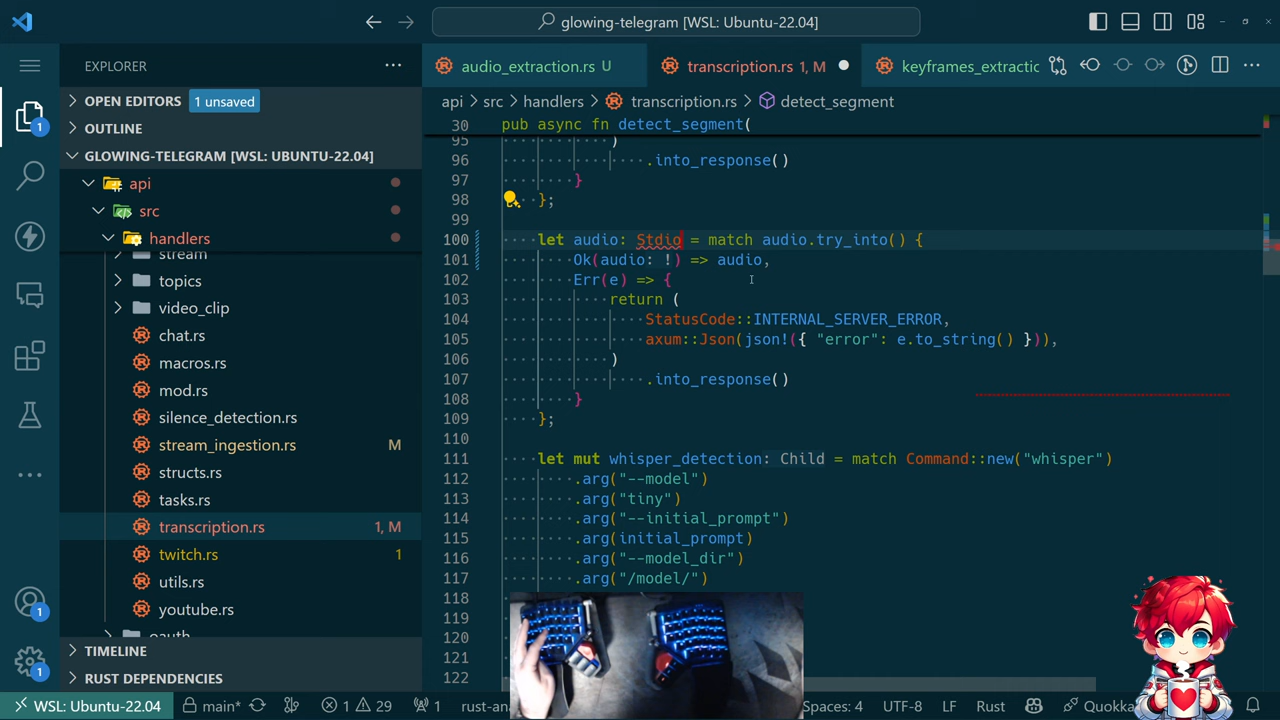 glowing-telegram [WSL: Ubuntu-22.04]
EXPLORER
OPEN EDITORS 1 unsaved
OUTLINE
GLOWING-TELEGRAM [WSL: UBUNTU-22.04]
api
src
handlers
stream
topics
video_clip
chat.rs
macros.rs
mod.rs
silence_detection.rs
stream_ingestion.rs M
structs.rs
tasks.rs
transcription.rs 1, M
twitch.rs 1
utils.rs
youtube.rs
oauth
TIMELINE
RUST DEPENDENCIES
1
1
1
audio_extraction.rs U
transcription.rs 1, M
keyframes_extractic
api > src > handlers > transcription.rs > detect_segment
30 pub async fn detect_segment(
95 )
96 .into_response()
97 }
98 };
99
100 let audio: Stdio = match audio.try_into() {
101 Ok(audio: !) => audio,
102 Err(e) => {
103 return (
104 StatusCode::INTERNAL_SERVER_ERROR,
105 axum::Json(json!({ "error": e.to_string() })),
106 )
107 .into_response()
108 }
109 };
110
111 let mut whisper_detection: Child = match Command::new("whisper")
112 .arg("--model")
113 .arg("tiny")
114 .arg("--initial_prompt")
115 .arg(initial_prompt)
116 .arg("--model_dir")
117 .arg("/model/")
118
119
120
121
122
WSL: Ubuntu-22.04 main* 1 29 1 rust-an Spaces: 4 UTF-8 LF Rust Quokka